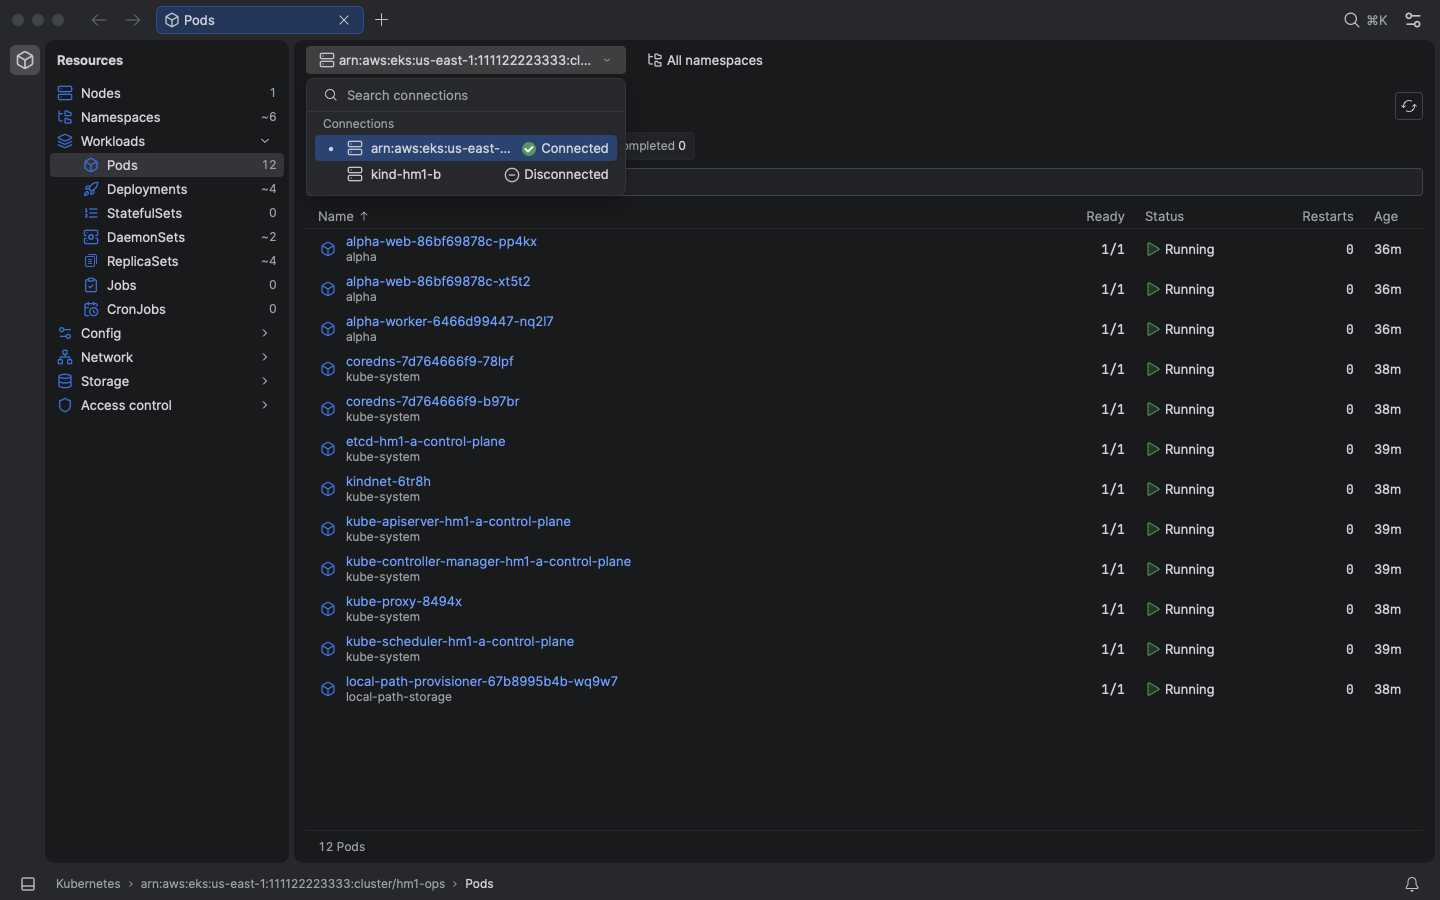 Pods
⌘K
Resources
Nodes 1
Namespaces ~6
Workloads
Pods 12
Deployments ~4
StatefulSets 0
DaemonSets ~2
ReplicaSets ~4
Jobs 0
CronJobs 0
Config
Network
Storage
Access control
arn:aws:eks:us-east-1:111122223333:cl...
All namespaces
Search connections
Connections
arn:aws:eks:us-east-... Connected
kind-hm1-b Disconnected
ompleted 0
Name ↑ Ready Status Restarts Age
alpha-web-86bf69878c-pp4kx 1/1 Running 0 36m
alpha
alpha-web-86bf69878c-xt5t2 1/1 Running 0 36m
alpha
alpha-worker-6466d99447-nq2l7 1/1 Running 0 36m
alpha
coredns-7d764666f9-78lpf 1/1 Running 0 38m
kube-system
coredns-7d764666f9-b97br 1/1 Running 0 38m
kube-system
etcd-hm1-a-control-plane 1/1 Running 0 39m
kube-system
kindnet-6tr8h 1/1 Running 0 38m
kube-system
kube-apiserver-hm1-a-control-plane 1/1 Running 0 39m
kube-system
kube-controller-manager-hm1-a-control-plane 1/1 Running 0 39m
kube-system
kube-proxy-8494x 1/1 Running 0 38m
kube-system
kube-scheduler-hm1-a-control-plane 1/1 Running 0 39m
kube-system
local-path-provisioner-67b8995b4b-wq9w7 1/1 Running 0 38m
local-path-storage
12 Pods
Kubernetes › arn:aws:eks:us-east-1:111122223333:cluster/hm1-ops › Pods